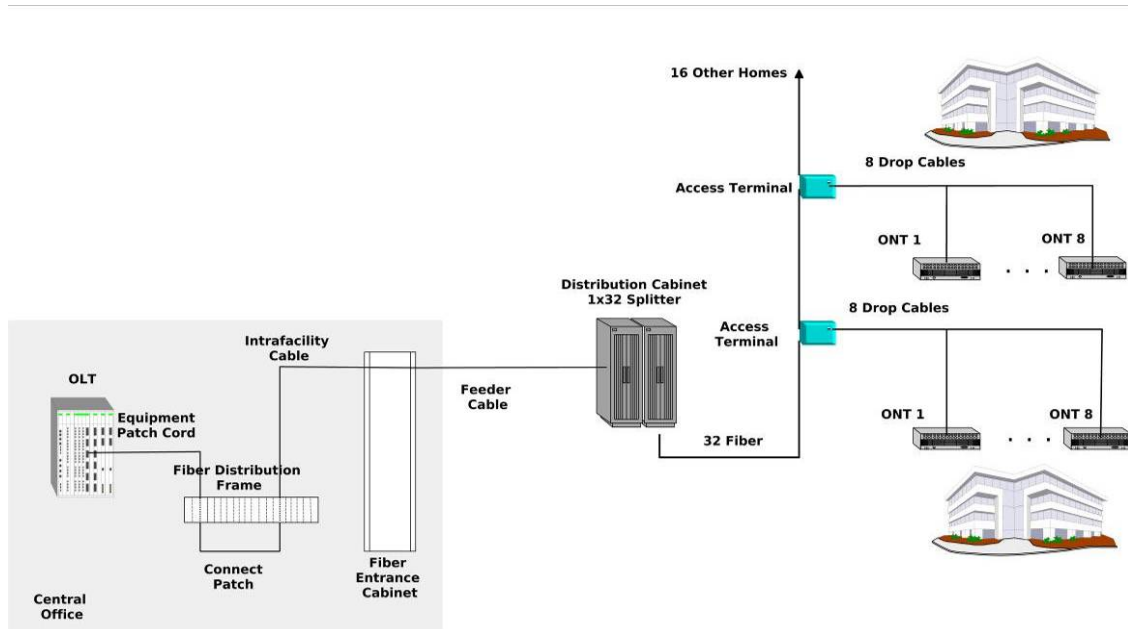 16 Other Homes
8 Drop Cables
Access Terminal
ONT 1
ONT 8
Distribution Cabinet
1x32 Splitter
8 Drop Cables
Access
Terminal
Intrafacility
Cable
OLT
Feeder
Cable
Equipment
Patch Cord
ONT 1
ONT 8
32 Fiber
Fiber Distribution
Frame
Connect
Patch
Fiber
Entrance
Cabinet
Central
Office